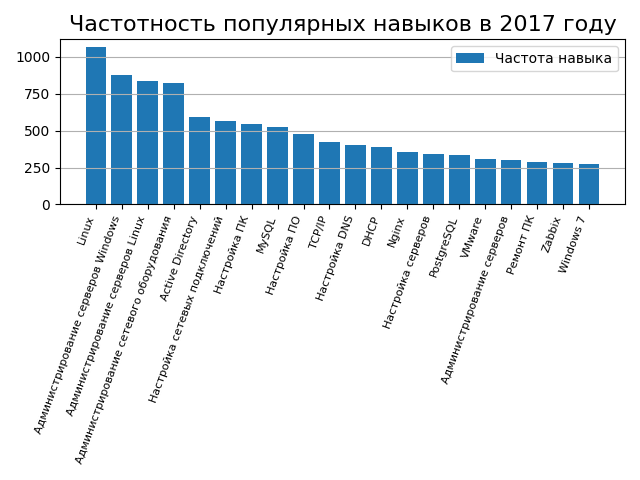 Частотность популярных навыков в 2017 году
Частота навыка
1000
750
500
250
0
Linux
Администрирование серверов Windows
Администрирование серверов Linux
Администрирование сетевого оборудования
Active Directory
Настройка сетевых подключений
Настройка ПК
MySQL
Настройка ПО
TCP/IP
Настройка DNS
DHCP
Nginx
Настройка серверов
PostgreSQL
VMware
Администрирование серверов
Ремонт ПК
Zabbix
Windows 7